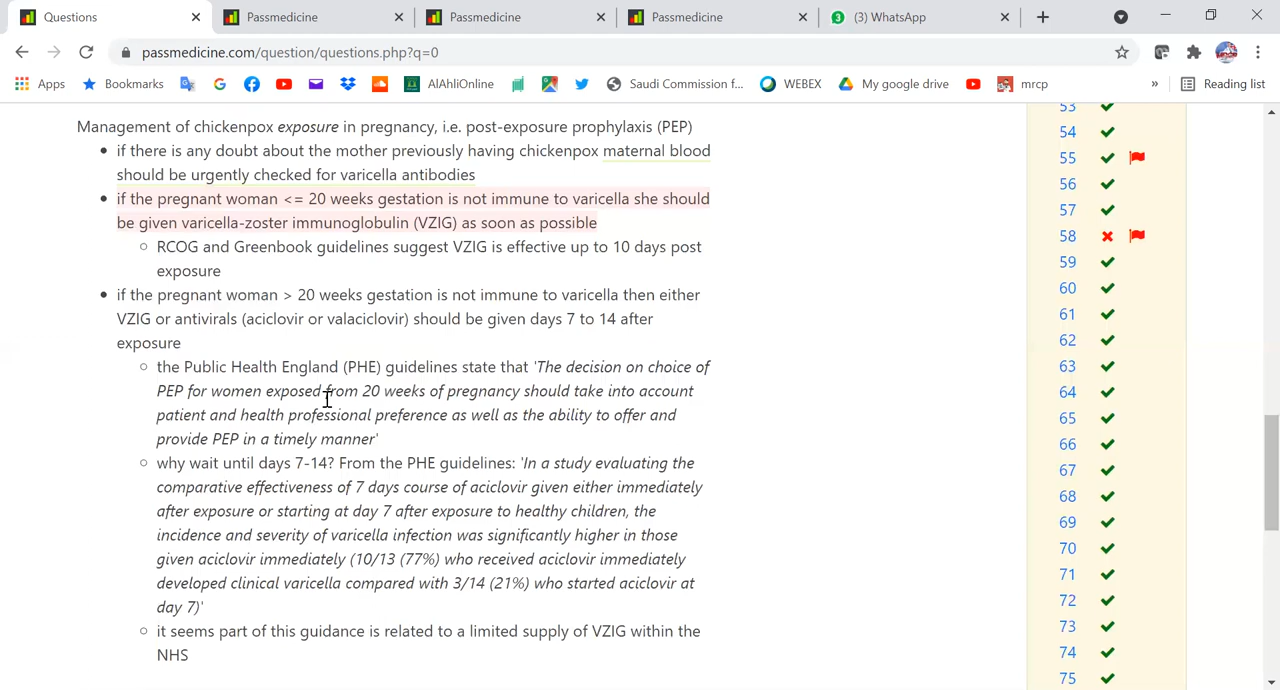 Questions
Passmedicine
Passmedicine
Passmedicine
(3) WhatsApp
passmedicine.com/question/questions.php?q=0
Apps
Bookmarks
AlAhliOnline
Saudi Commission f...
WEBEX
My google drive
mrcp
»
Reading list
Management of chickenpox exposure in pregnancy, i.e. post-exposure prophylaxis (PEP)
• if there is any doubt about the mother previously having chickenpox maternal blood
should be urgently checked for varicella antibodies
• if the pregnant woman <= 20 weeks gestation is not immune to varicella she should
be given varicella-zoster immunoglobulin (VZIG) as soon as possible
○ RCOG and Greenbook guidelines suggest VZIG is effective up to 10 days post
exposure
• if the pregnant woman > 20 weeks gestation is not immune to varicella then either
VZIG or antivirals (aciclovir or valaciclovir) should be given days 7 to 14 after
exposure
○ the Public Health England (PHE) guidelines state that 'The decision on choice of
PEP for women exposed from 20 weeks of pregnancy should take into account
patient and health professional preference as well as the ability to offer and
provide PEP in a timely manner'
○ why wait until days 7-14? From the PHE guidelines: 'In a study evaluating the
comparative effectiveness of 7 days course of aciclovir given either immediately
after exposure or starting at day 7 after exposure to healthy children, the
incidence and severity of varicella infection was significantly higher in those
given aciclovir immediately (10/13 (77%) who received aciclovir immediately
developed clinical varicella compared with 3/14 (21%) who started aciclovir at
day 7)'
○ it seems part of this guidance is related to a limited supply of VZIG within the
NHS
53
54
55
56
57
58
59
60
61
62
63
64
65
66
67
68
69
70
71
72
73
74
75